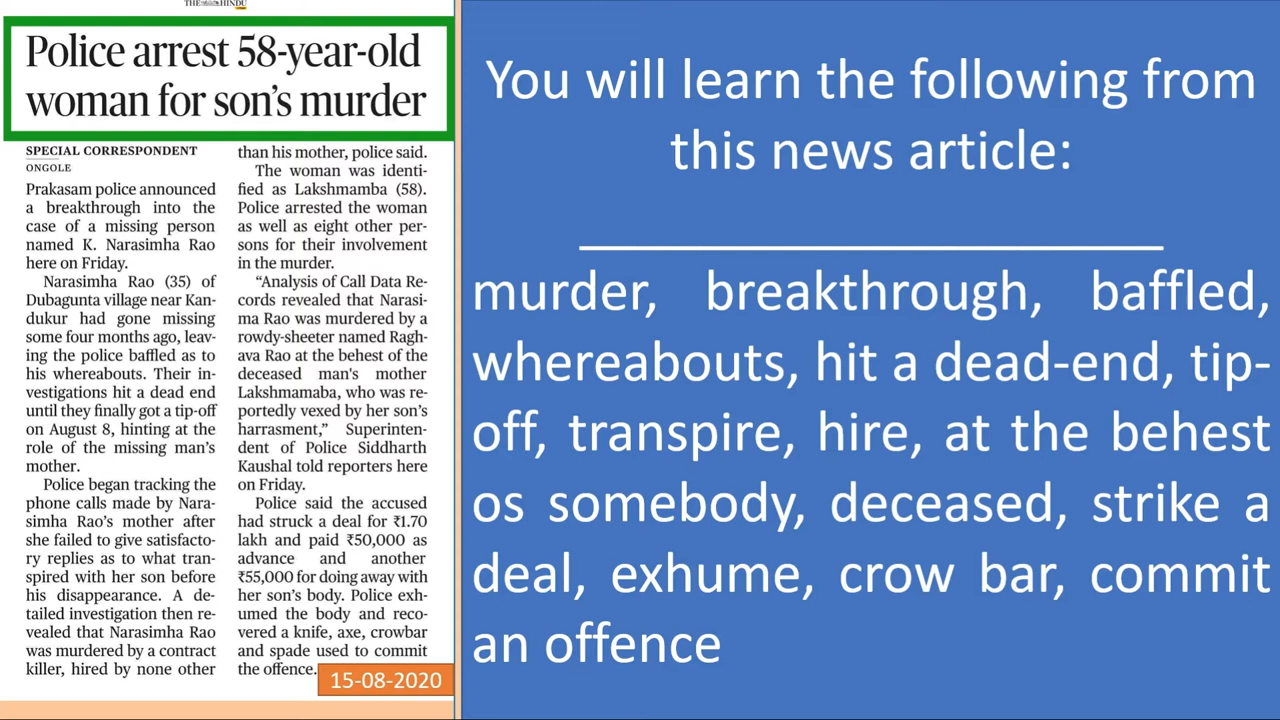 THE HINDU
Police arrest 58-year-old
woman for son's murder
SPECIAL CORRESPONDENT
ONGOLE
Prakasam police announced
a breakthrough into the
case of a missing person
named K. Narasimha Rao
here on Friday.
Narasimha Rao (35) of
Dubagunta village near Kan-
dukur had gone missing
some four months ago, leav-
ing the police baffled as to
his whereabouts. Their in-
vestigations hit a dead end
until they finally got a tip-off
on August 8, hinting at the
role of the missing man's
mother.
Police began tracking the
phone calls made by Nara-
simha Rao's mother after
she failed to give satisfacto-
ry replies as to what tran-
spired with her son before
his disappearance. A de-
tailed investigation then re-
vealed that Narasimha Rao
was murdered by a contract
killer, hired by none other
than his mother, police said.
The woman was identi-
fied as Lakshmamba (58).
Police arrested the woman
as well as eight other per-
sons for their involvement
in the murder.
“Analysis of Call Data Re-
cords revealed that Narasi-
ma Rao was murdered by a
rowdy-sheeter named Ragh-
ava Rao at the behest of the
deceased man's mother
Lakshmamaba, who was re-
portedly vexed by her son's
harrasment,” Superinten-
dent of Police Siddharth
Kaushal told reporters here
on Friday.
Police said the accused
had struck a deal for ₹1.70
lakh and paid ₹50,000 as
advance and another
₹55,000 for doing away with
her son's body. Police exh-
umed the body and reco-
vered a knife, axe, crowbar
and spade used to commit
the offence.
15-08-2020
You will learn the following from
this news article:
murder, breakthrough, baffled,
whereabouts, hit a dead-end, tip-
off, transpire, hire, at the behest
os somebody, deceased, strike a
deal, exhume, crow bar, commit
an offence